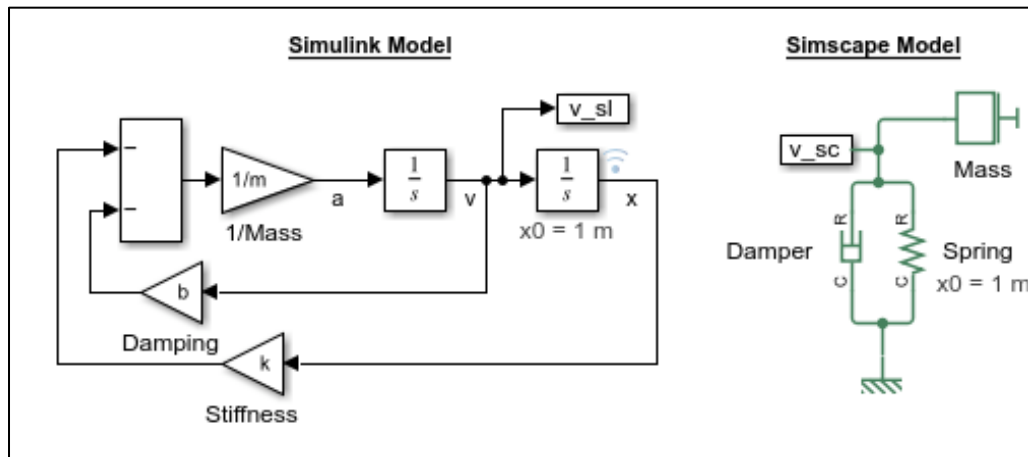 Simulink Model
Simscape Model
v_sl
v_sc
−
−
1/m
1/Mass
a
1
s
v
1
s
x
x0 = 1 m
Mass
b
Damping
k
Stiffness
Damper
R
C
R
C
Spring
x0 = 1 m